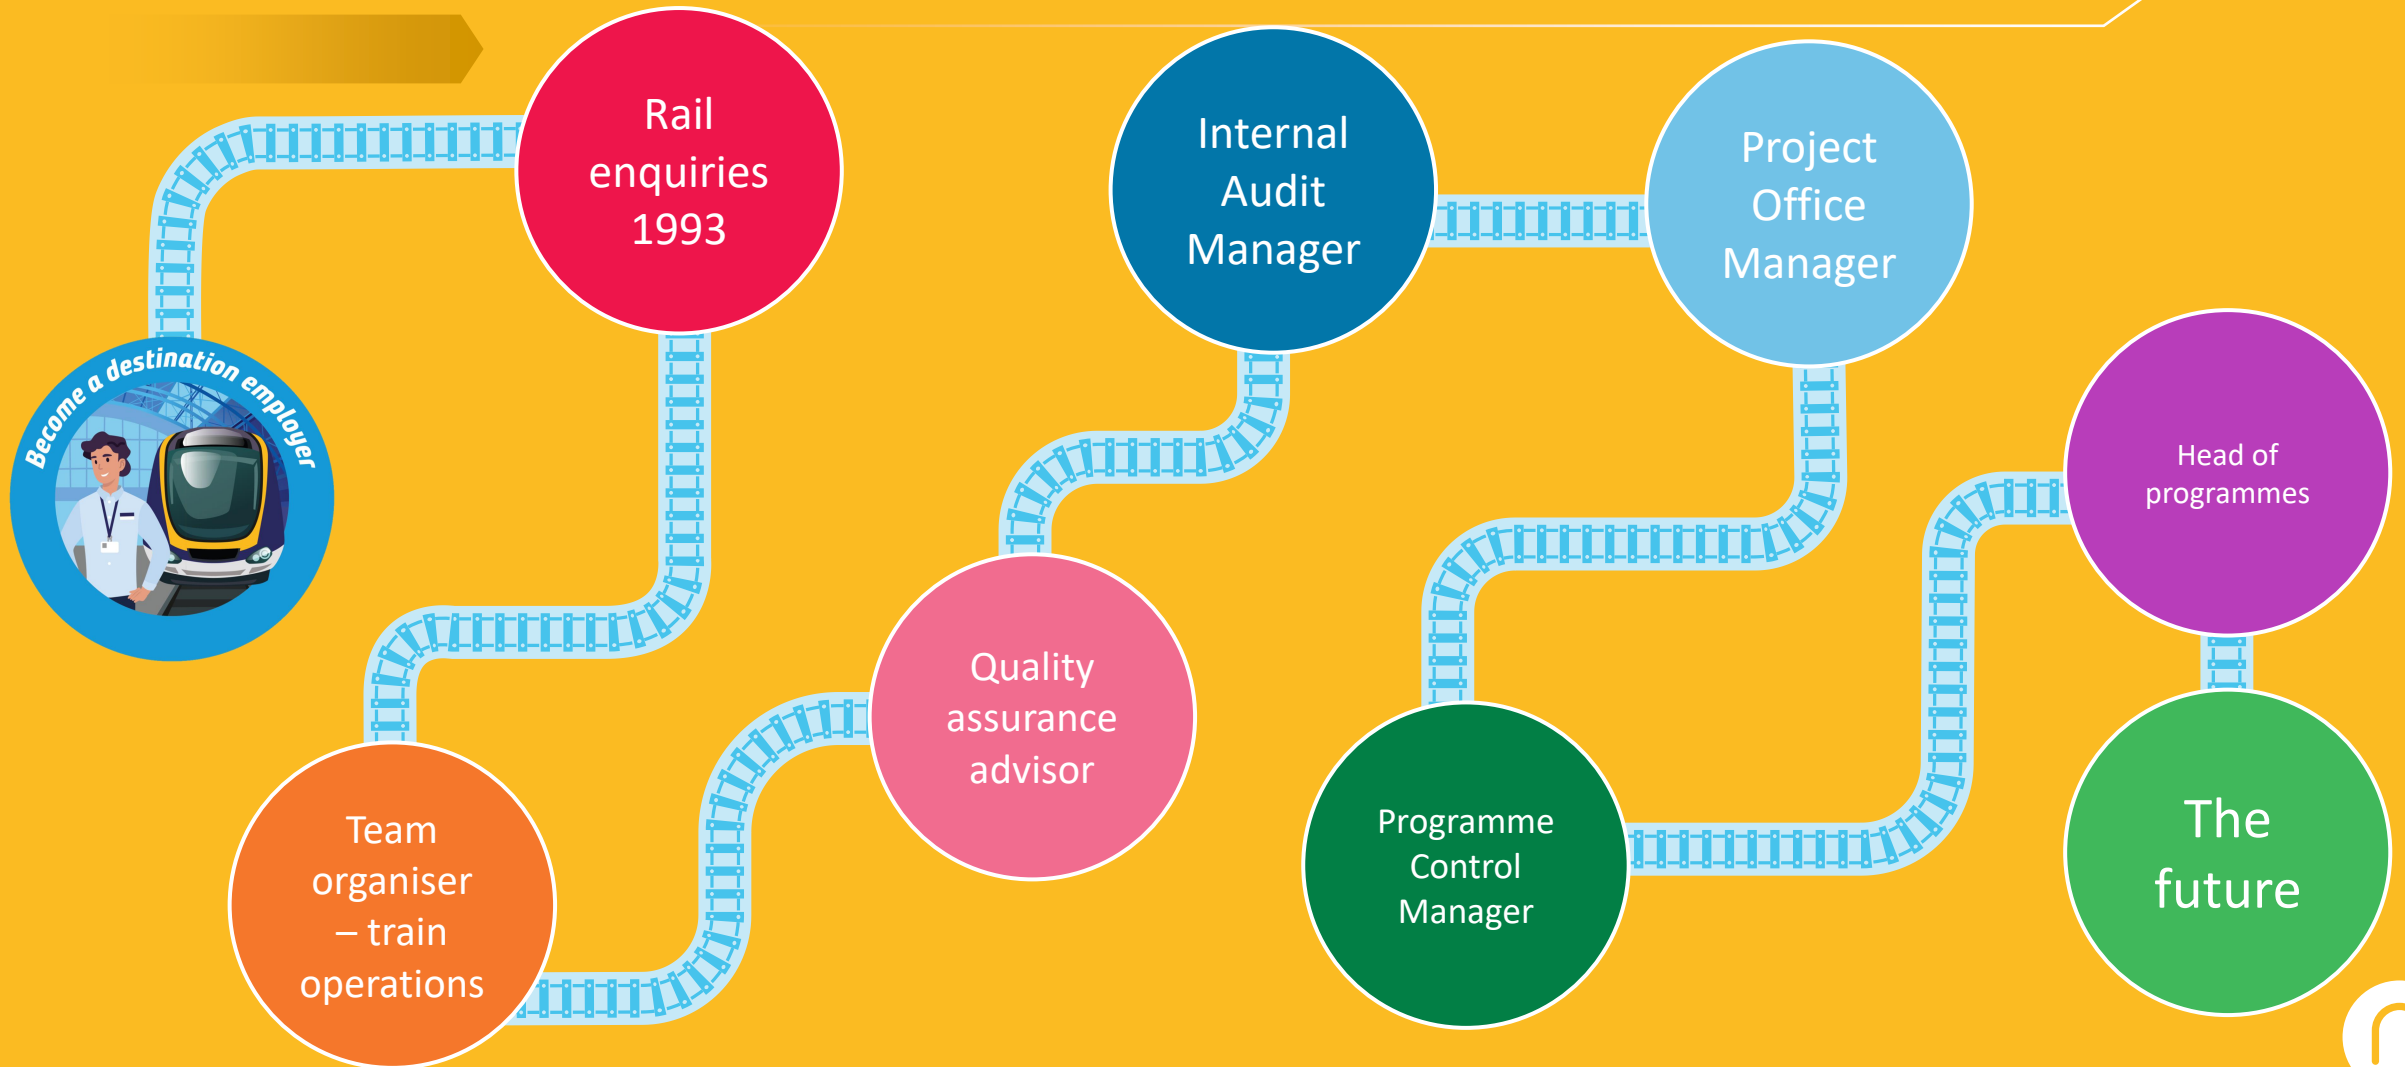 Become a destination employer
Rail
enquiries
1993
Team
organiser
– train
operations
Quality
assurance
advisor
Internal
Audit
Manager
Project
Office
Manager
Programme
Control
Manager
Head of
programmes
The
future